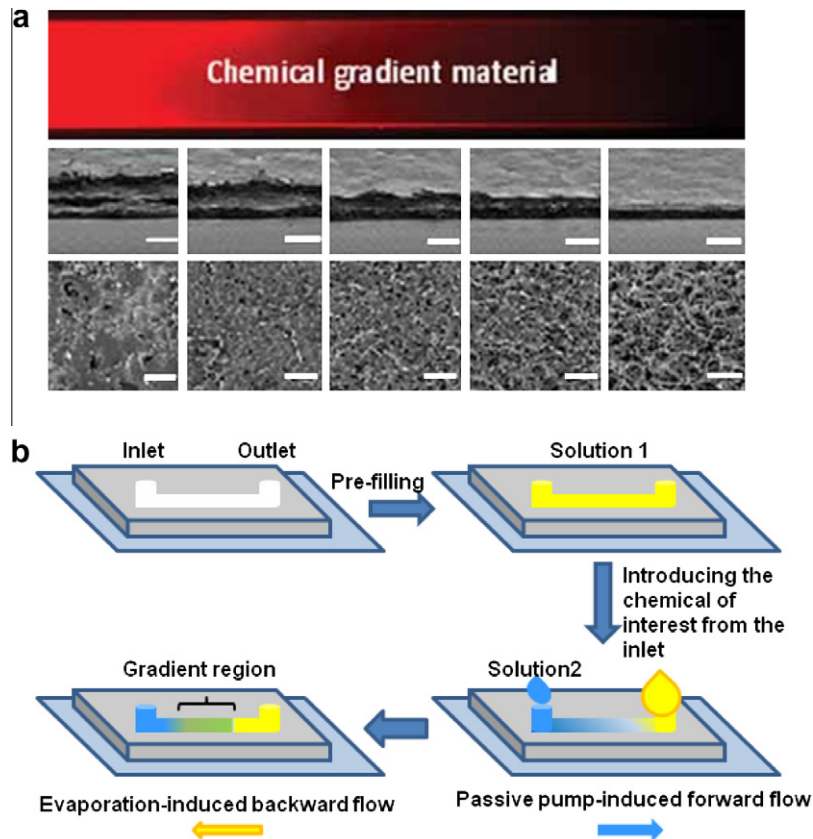 a
Chemical gradient material
b
Inlet
Outlet
Pre-filling
Solution 1
Introducing the
chemical of
interest from the
inlet
Gradient region
Solution2
Evaporation-induced backward flow
Passive pump-induced forward flow